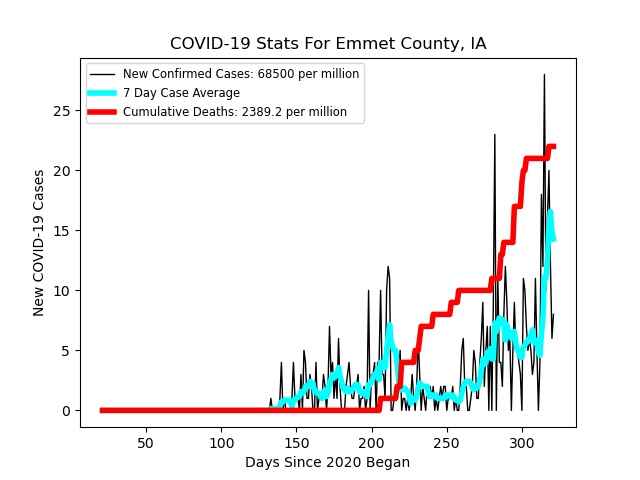 COVID-19 Stats For Emmet County, IA
New Confirmed Cases: 68500 per million
7 Day Case Average
Cumulative Deaths: 2389.2 per million
New COVID-19 Cases
25
20
15
10
5
0
50 100 150 200 250 300
Days Since 2020 Began